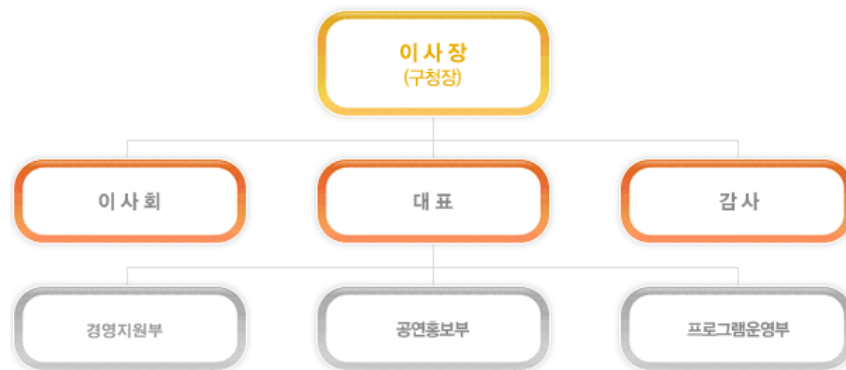 이 사 장
(구청장)
이 사 회
대 표
감 사
경영지원부
공연홍보부
프로그램운영부